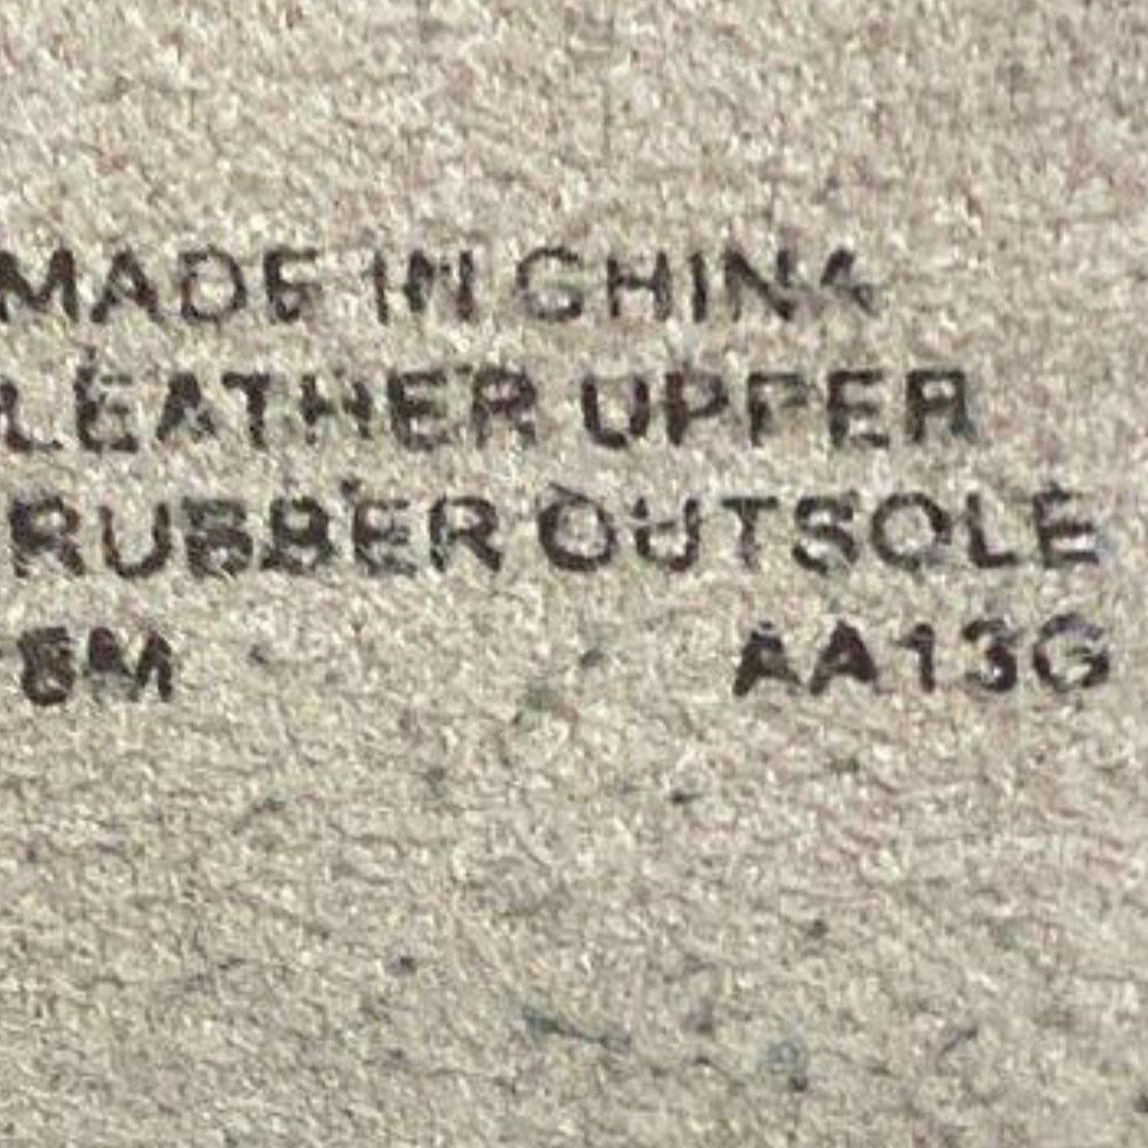 MADE IN CHINA
LEATHER UPPER
RUBBER OUTSOLE
AA13G